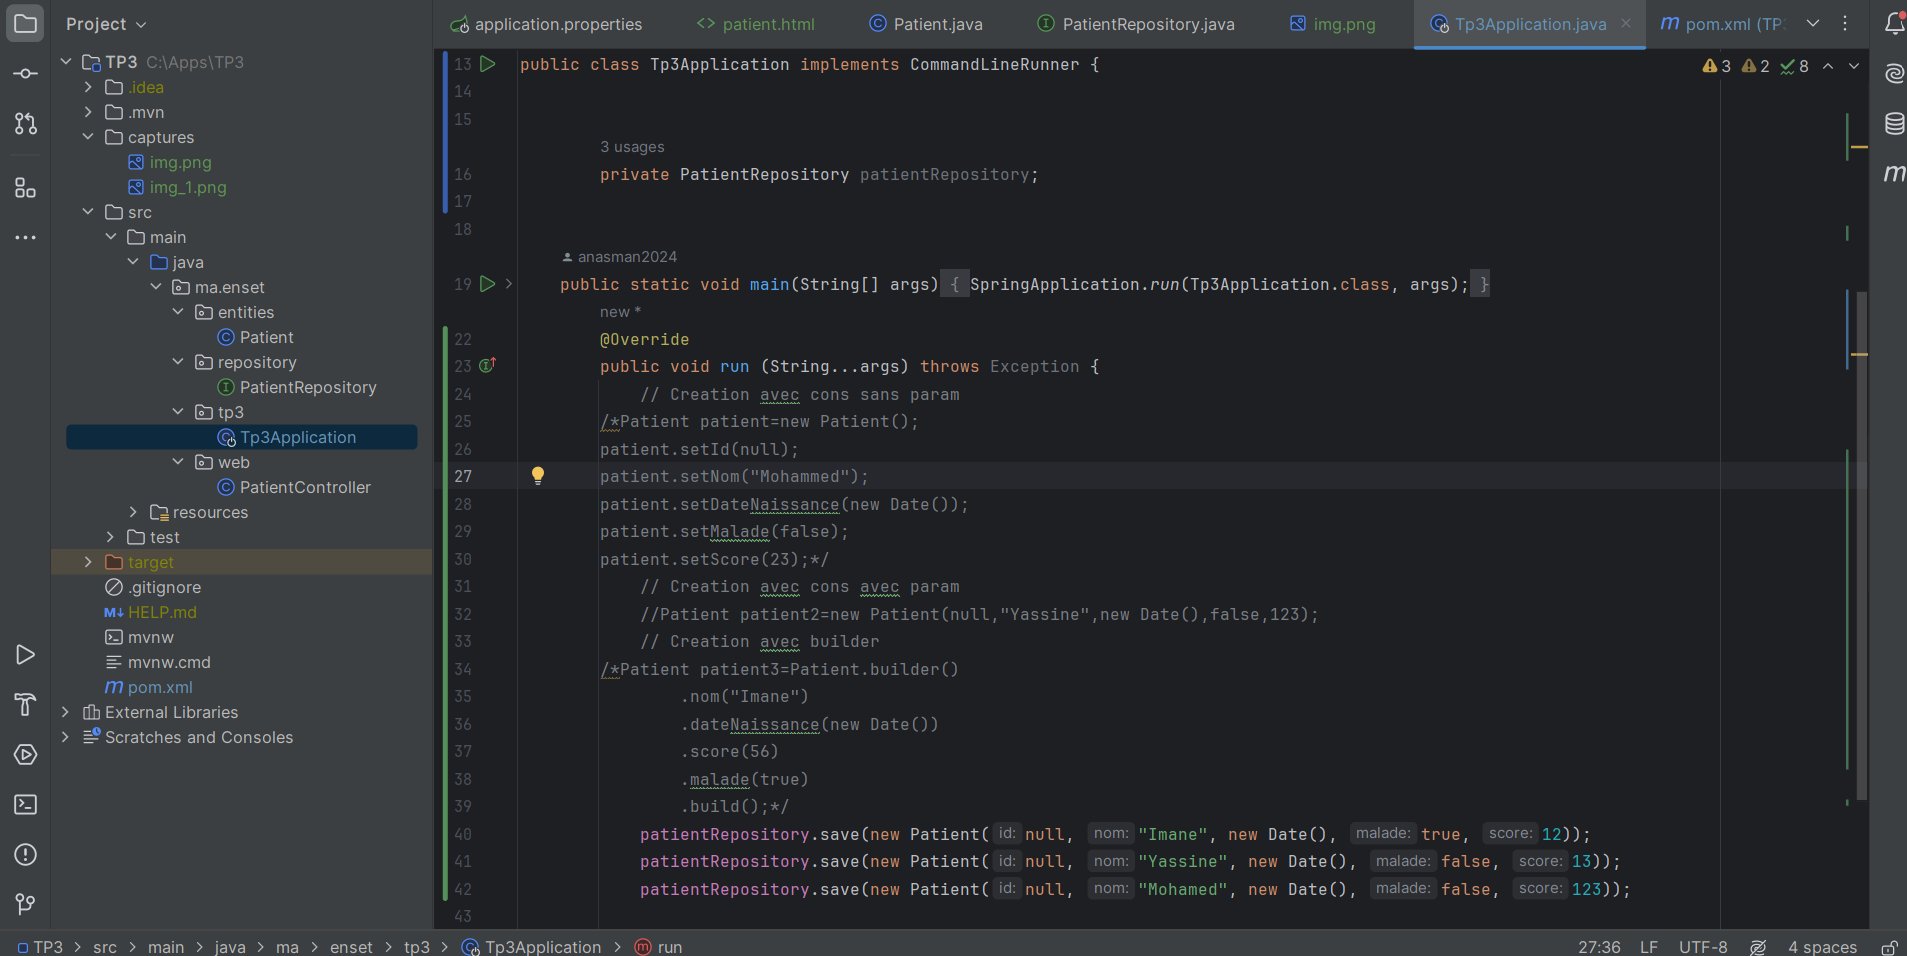 Project
application.properties
patient.html
Patient.java
PatientRepository.java
img.png
Tp3Application.java
pom.xml (TP3
TP3 C:\Apps\TP3
.idea
.mvn
captures
img.png
img_1.png
src
main
java
ma.enset
entities
Patient
repository
PatientRepository
tp3
Tp3Application
web
PatientController
resources
test
target
.gitignore
HELP.md
mvnw
mvnw.cmd
pom.xml
External Libraries
Scratches and Consoles
3 2 8
13 public class Tp3Application implements CommandLineRunner {
14
15
3 usages
16 private PatientRepository patientRepository;
17
18
anasman2024
19 public static void main(String[] args) { SpringApplication.run(Tp3Application.class, args); }
new *
22 @Override
23 public void run (String...args) throws Exception {
24 // Creation avec cons sans param
25 /*Patient patient=new Patient();
26 patient.setId(null);
27 patient.setNom("Mohammed");
28 patient.setDateNaissance(new Date());
29 patient.setMalade(false);
30 patient.setScore(23);*/
31 // Creation avec cons avec param
32 //Patient patient2=new Patient(null,"Yassine",new Date(),false,123);
33 // Creation avec builder
34 /*Patient patient3=Patient.builder()
35 .nom("Imane")
36 .dateNaissance(new Date())
37 .score(56)
38 .malade(true)
39 .build();*/
40 patientRepository.save(new Patient( id: null, nom: "Imane", new Date(), malade: true, score: 12));
41 patientRepository.save(new Patient( id: null, nom: "Yassine", new Date(), malade: false, score: 13));
42 patientRepository.save(new Patient( id: null, nom: "Mohamed", new Date(), malade: false, score: 123));
43
TP3 > src > main > java > ma > enset > tp3 > Tp3Application > run
27:36 LF UTF-8 4 spaces